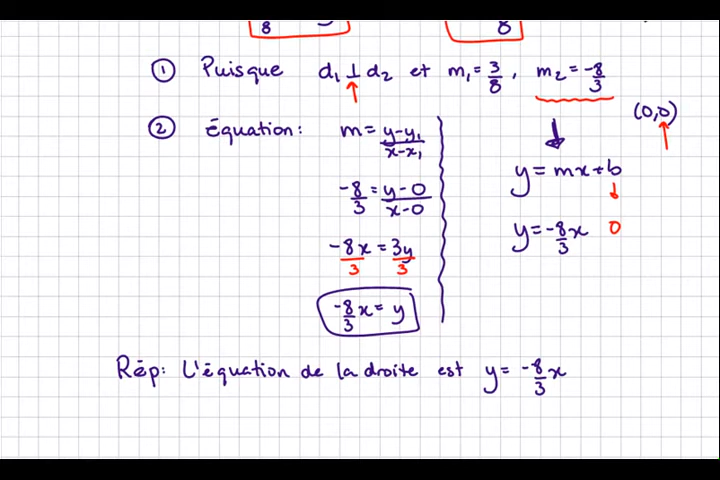 8
8
① Puisque d₁ ⊥ d₂ et m₁ = 3/8, m₂ = -8/3
(0,0)
② Équation: m = (y-y₁)/(x-x₁)
y = mx+b
-8/3 = (y-0)/(x-0)
b
y = -8/3 x 0
-8x/3 = 3y/3
-8/3 x = y
Rép: L'équation de la droite est y = -8/3 x